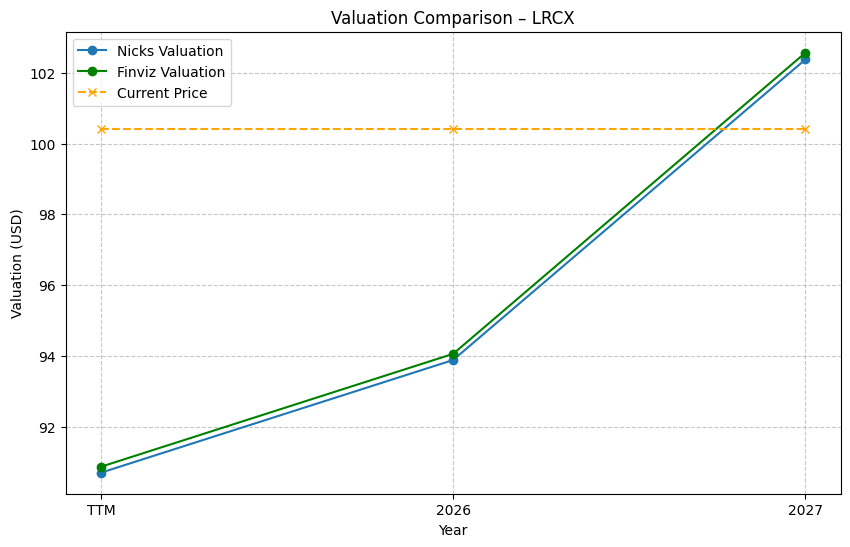 Valuation Comparison – LRCX
Nicks Valuation
Finviz Valuation
Current Price
Valuation (USD)
102
100
98
96
94
92
TTM
2026
2027
Year